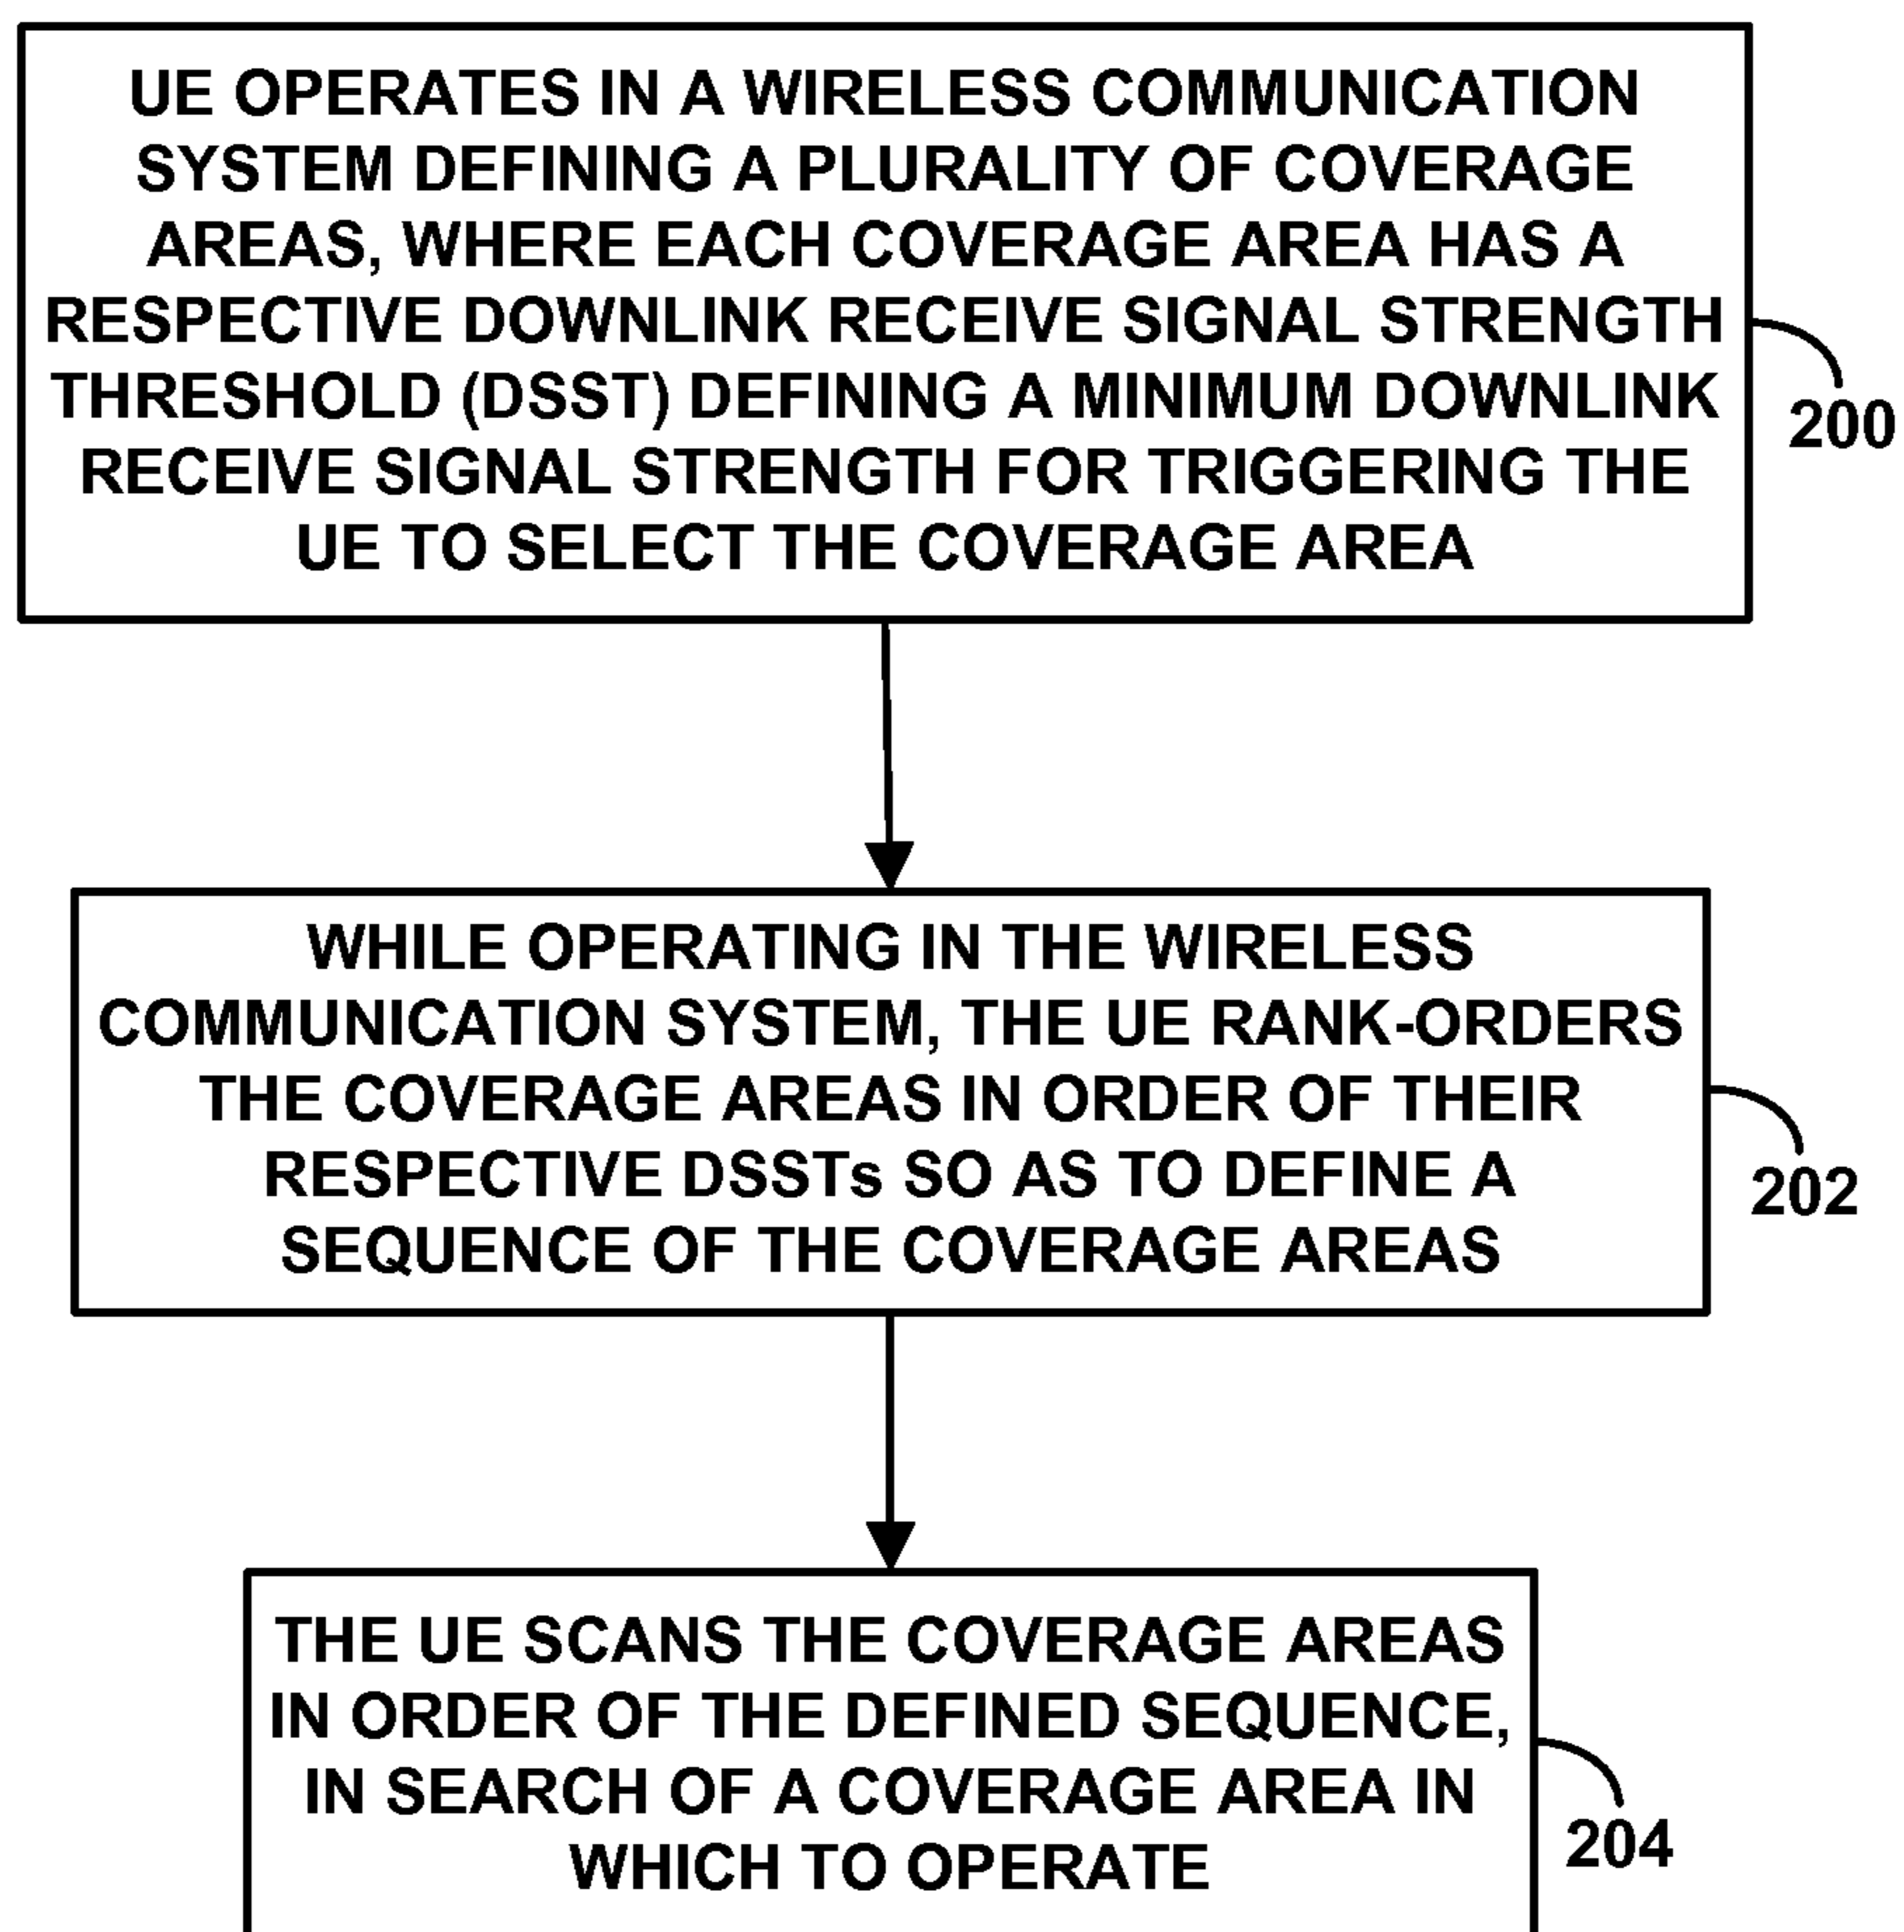 UE OPERATES IN A WIRELESS COMMUNICATION
SYSTEM DEFINING A PLURALITY OF COVERAGE
AREAS, WHERE EACH COVERAGE AREA HAS A
RESPECTIVE DOWNLINK RECEIVE SIGNAL STRENGTH
THRESHOLD (DSST) DEFINING A MINIMUM DOWNLINK
RECEIVE SIGNAL STRENGTH FOR TRIGGERING THE
UE TO SELECT THE COVERAGE AREA
200
WHILE OPERATING IN THE WIRELESS
COMMUNICATION SYSTEM, THE UE RANK-ORDERS
THE COVERAGE AREAS IN ORDER OF THEIR
RESPECTIVE DSSTs SO AS TO DEFINE A
SEQUENCE OF THE COVERAGE AREAS
202
THE UE SCANS THE COVERAGE AREAS
IN ORDER OF THE DEFINED SEQUENCE,
IN SEARCH OF A COVERAGE AREA IN
WHICH TO OPERATE
204